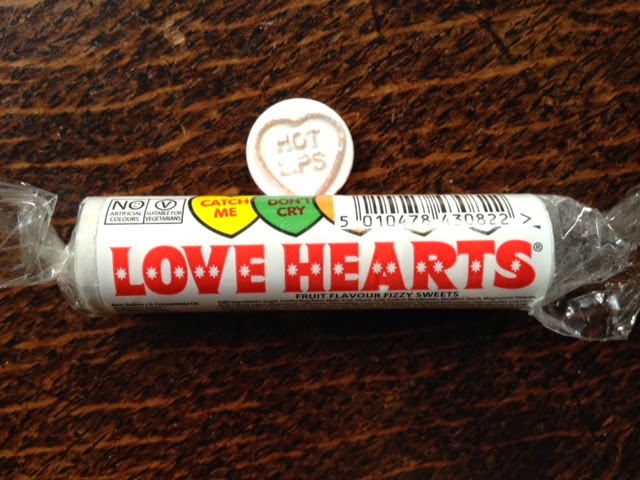 HOT
LIPS
NO
ARTIFICIAL
COLOURS
V
SUITABLE FOR
VEGETARIANS
CATCH
ME
DON'T
CRY
5 010478 430822 >
LOVE HEARTS®
FRUIT FLAVOUR FIZZY SWEETS